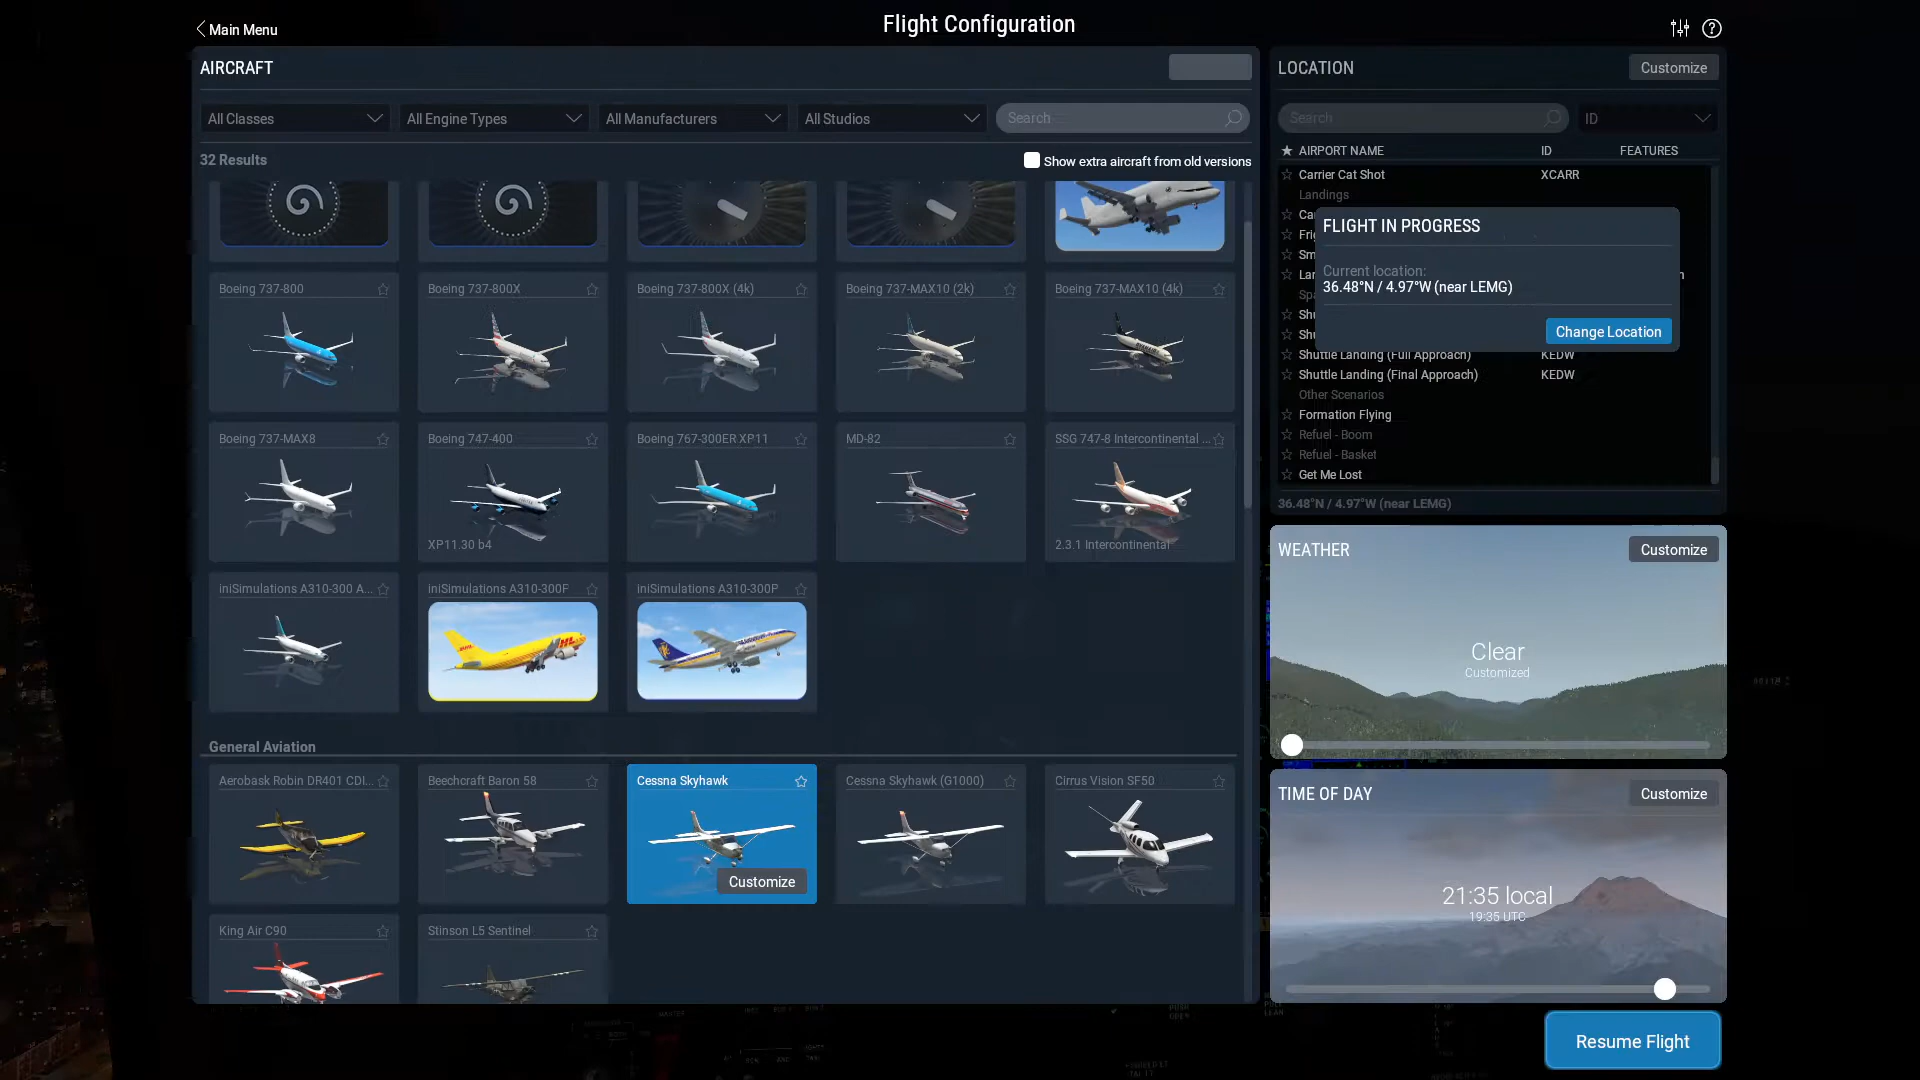 Main Menu
Flight Configuration
AIRCRAFT
All Classes
All Engine Types
All Manufacturers
All Studios
Search
32 Results
Show extra aircraft from old versions
Boeing 737-800
Boeing 737-800X
Boeing 737-800X (4k)
Boeing 737-MAX10 (2k)
Boeing 737-MAX10 (4k)
Boeing 737-MAX8
Boeing 747-400
Boeing 767-300ER XP11
MD-82
SSG 747-8 Intercontinental ...
XP11.30 b4
2.3.1 Intercontinental
iniSimulations A310-300 A...
iniSimulations A310-300F
iniSimulations A310-300P
General Aviation
Aerobask Robin DR401 CDI...
Beechcraft Baron 58
Cessna Skyhawk
Cessna Skyhawk (G1000)
Cirrus Vision SF50
Customize
King Air C90
Stinson L5 Sentinel
LOCATION
Customize
Search
ID
AIRPORT NAME
ID
FEATURES
Carrier Cat Shot
XCARR
Landings
FLIGHT IN PROGRESS
Current location:
36.48°N / 4.97°W (near LEMG)
Change Location
Shuttle Landing (Full Approach)
KEDW
Shuttle Landing (Final Approach)
KEDW
Other Scenarios
Formation Flying
Refuel - Boom
Refuel - Basket
Get Me Lost
36.48°N / 4.97°W (near LEMG)
WEATHER
Customize
Clear
Customized
TIME OF DAY
Customize
21:35 local
19:35 UTC
Resume Flight